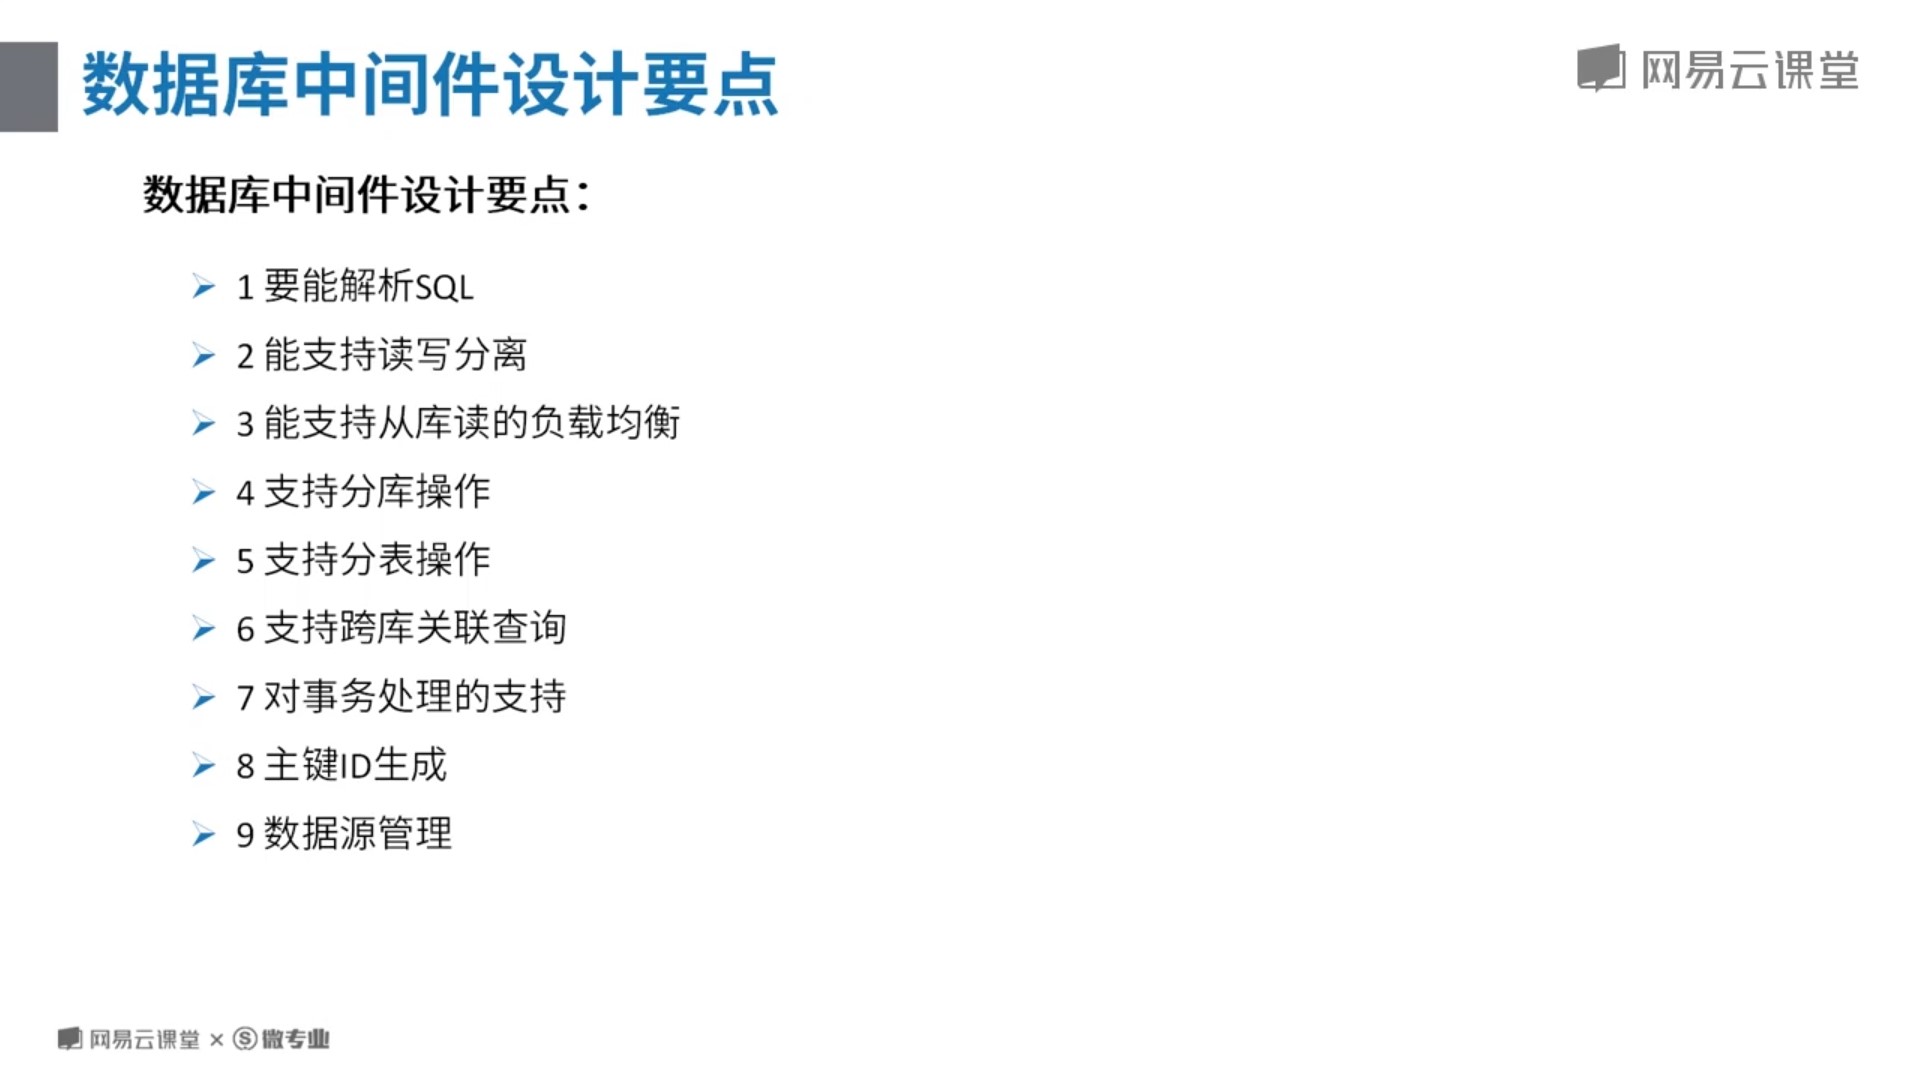 数据库中间件设计要点
网易云课堂
数据库中间件设计要点：
1 要能解析SQL
2 能支持读写分离
3 能支持从库读的负载均衡
4 支持分库操作
5 支持分表操作
6 支持跨库关联查询
7 对事务处理的支持
8 主键ID生成
9 数据源管理
网易云课堂 × 微专业